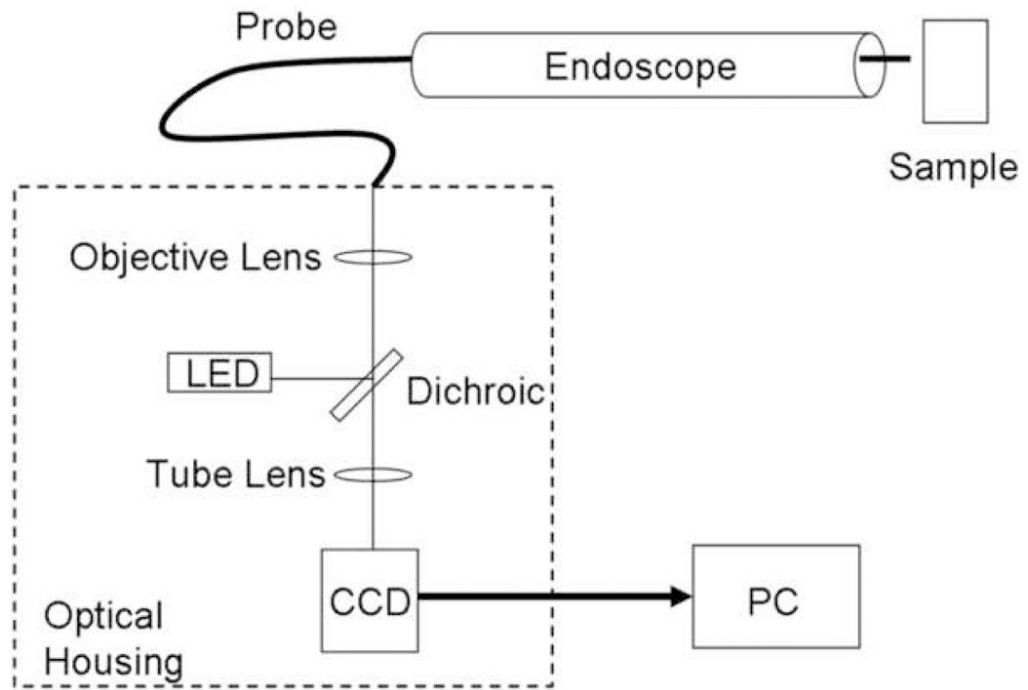 Probe
Endoscope
Sample
Objective Lens
LED
Dichroic
Tube Lens
CCD
PC
Optical
Housing